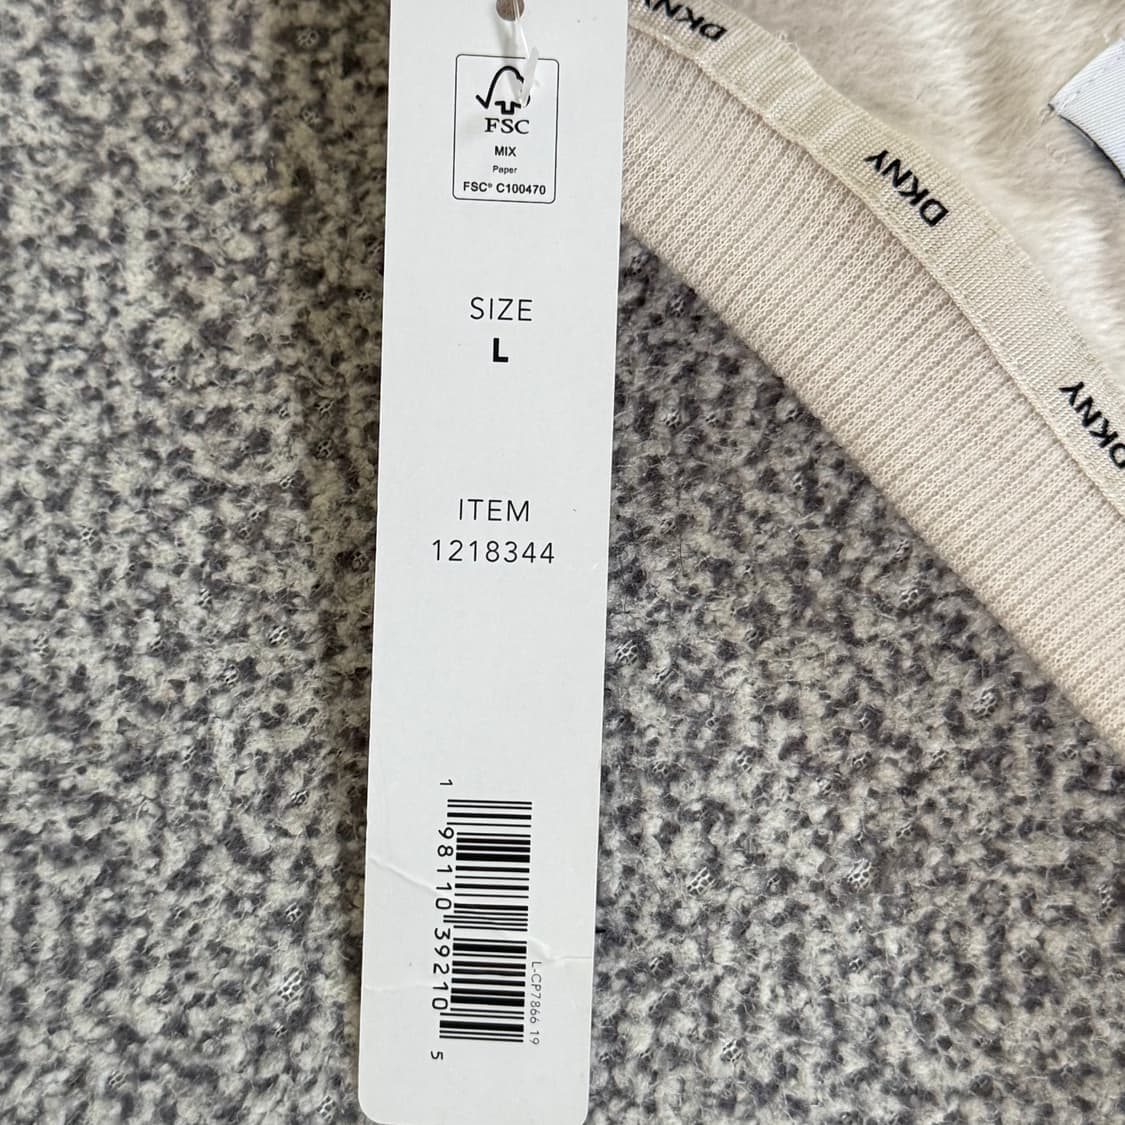 FSC
MIX
Paper
FSC® C100470
SIZE
L
ITEM
1218344
1 98110 39210 5
L-CP7866 19
DKNY
DKNY
DKNY